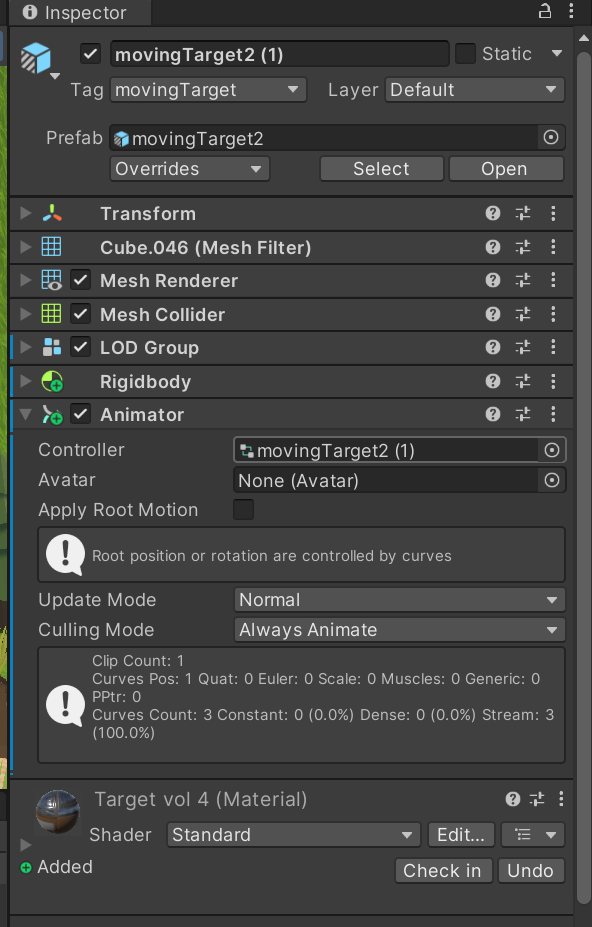 Inspector
movingTarget2 (1) Static
Tag movingTarget Layer Default
Prefab movingTarget2
Overrides Select Open
Transform
Cube.046 (Mesh Filter)
Mesh Renderer
Mesh Collider
LOD Group
Rigidbody
Animator
Controller movingTarget2 (1)
Avatar None (Avatar)
Apply Root Motion
Root position or rotation are controlled by curves
Update Mode Normal
Culling Mode Always Animate
Clip Count: 1
Curves Pos: 1 Quat: 0 Euler: 0 Scale: 0 Muscles: 0 Generic: 0
PPtr: 0
Curves Count: 3 Constant: 0 (0.0%) Dense: 0 (0.0%) Stream: 3
(100.0%)
Target vol 4 (Material)
Shader Standard Edit...
Added
Check in Undo